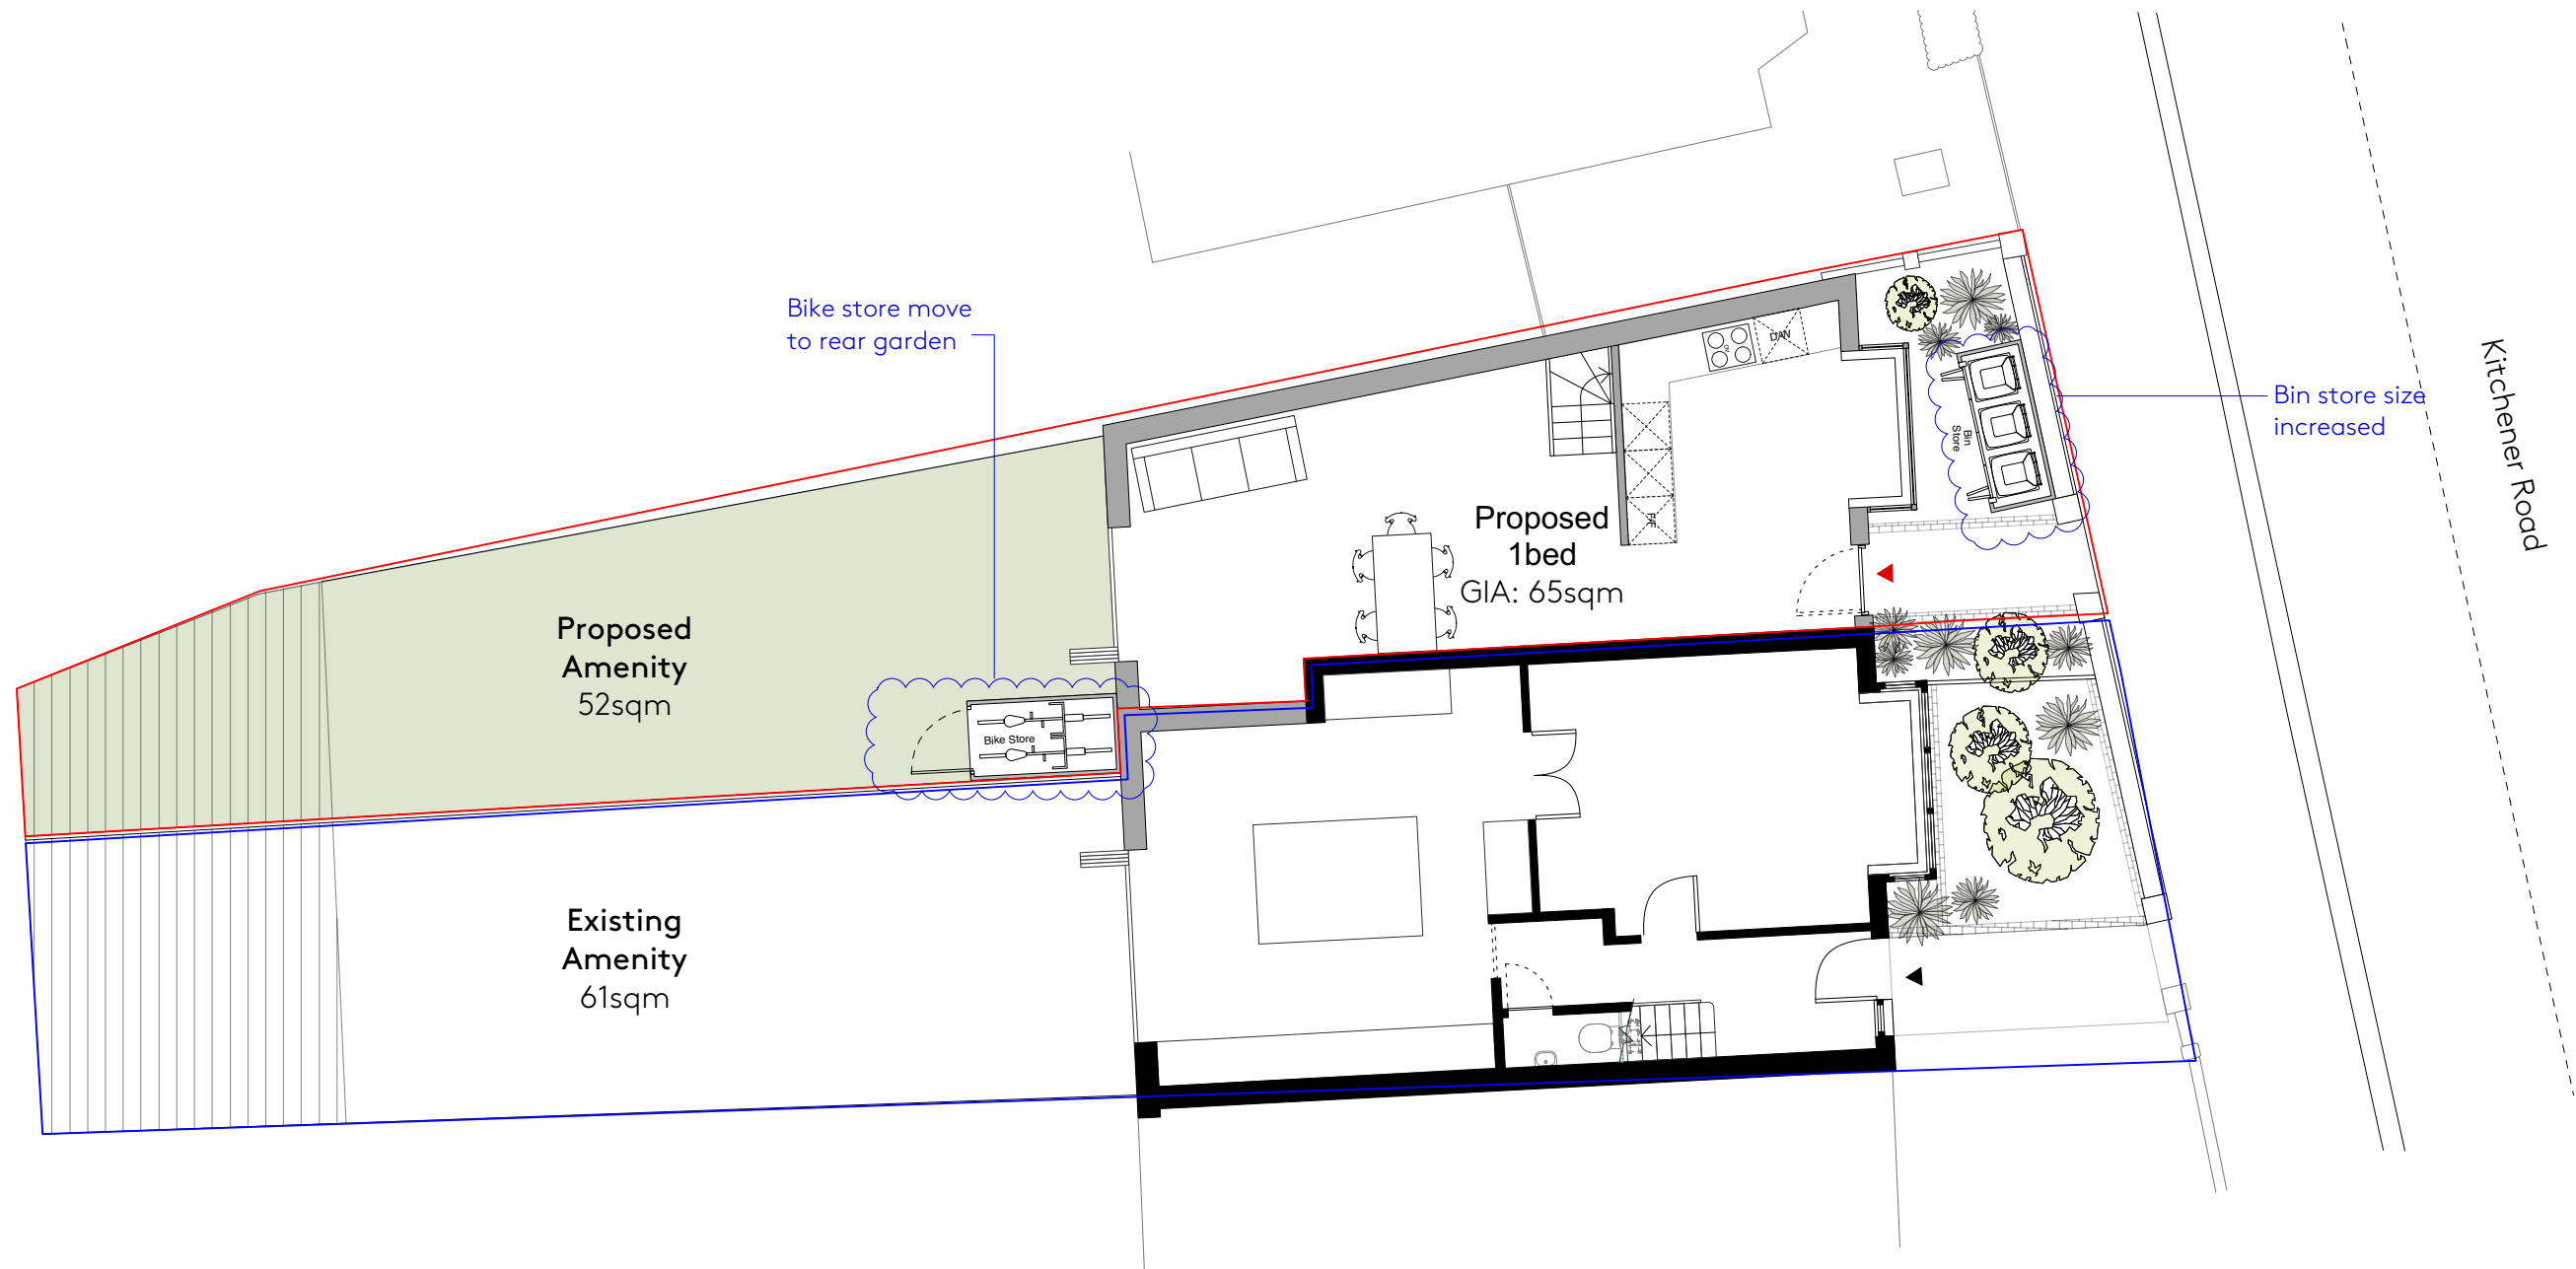 Bike store move
to rear garden
Bin store size
increased
Kitchener Road
D/W
Bin
Store
F/F
Proposed
1bed
GIA: 65sqm
Proposed
Amenity
52sqm
Bike Store
Existing
Amenity
61sqm